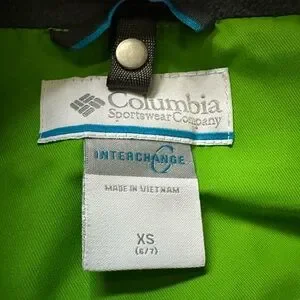 Columbia
Sportswear Company
INTERCHANGE
MADE IN VIETNAM
XS
(6/7)